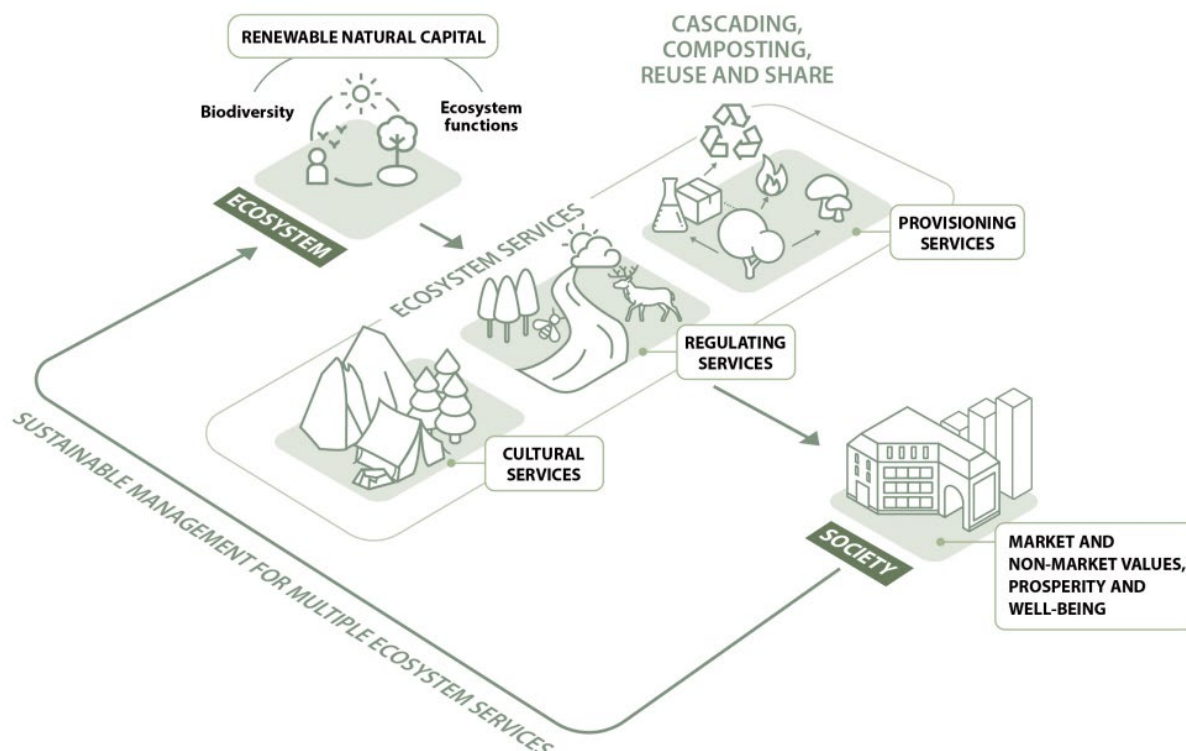 RENEWABLE NATURAL CAPITAL
Biodiversity
Ecosystem
functions
ECOSYSTEM
CASCADING,
COMPOSTING,
REUSE AND SHARE
ECOSYSTEM SERVICES
PROVISIONING
SERVICES
REGULATING
SERVICES
CULTURAL
SERVICES
SOCIETY
MARKET AND
NON-MARKET VALUES,
PROSPERITY AND
WELL-BEING
SUSTAINABLE MANAGEMENT FOR MULTIPLE ECOSYSTEM SERVICES